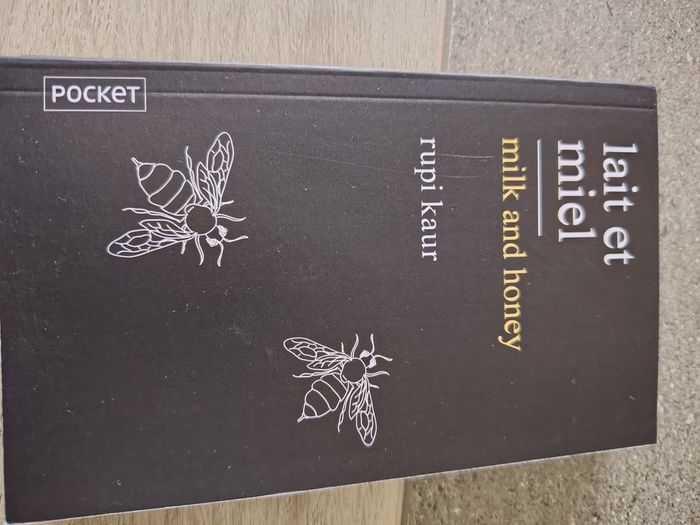 lait et
miel
milk and honey
rupi kaur
POCKET